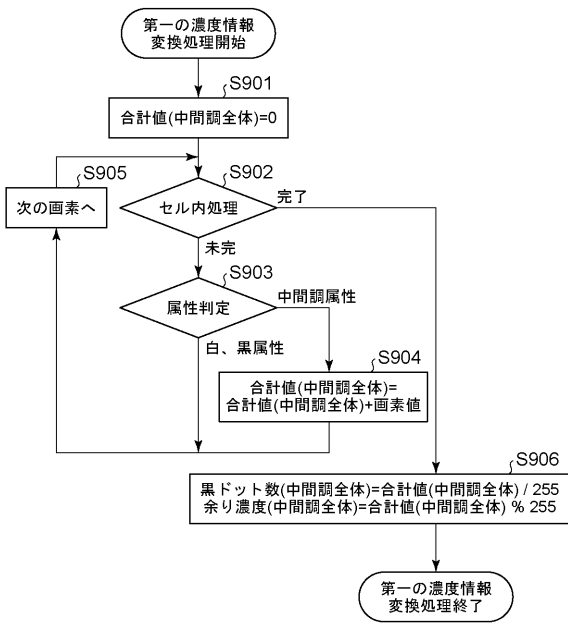 第一の濃度情報
変換処理開始
S901
合計値(中間調全体)=0
S905
S902
次の画素へ
セル内処理
完了
未完
S903
属性判定
中間調属性
白、黒属性
S904
合計値(中間調全体)=
合計値(中間調全体)+画素値
S906
黒ドット数(中間調全体)=合計値(中間調全体) / 255
余り濃度(中間調全体)=合計値(中間調全体) % 255
第一の濃度情報
変換処理終了